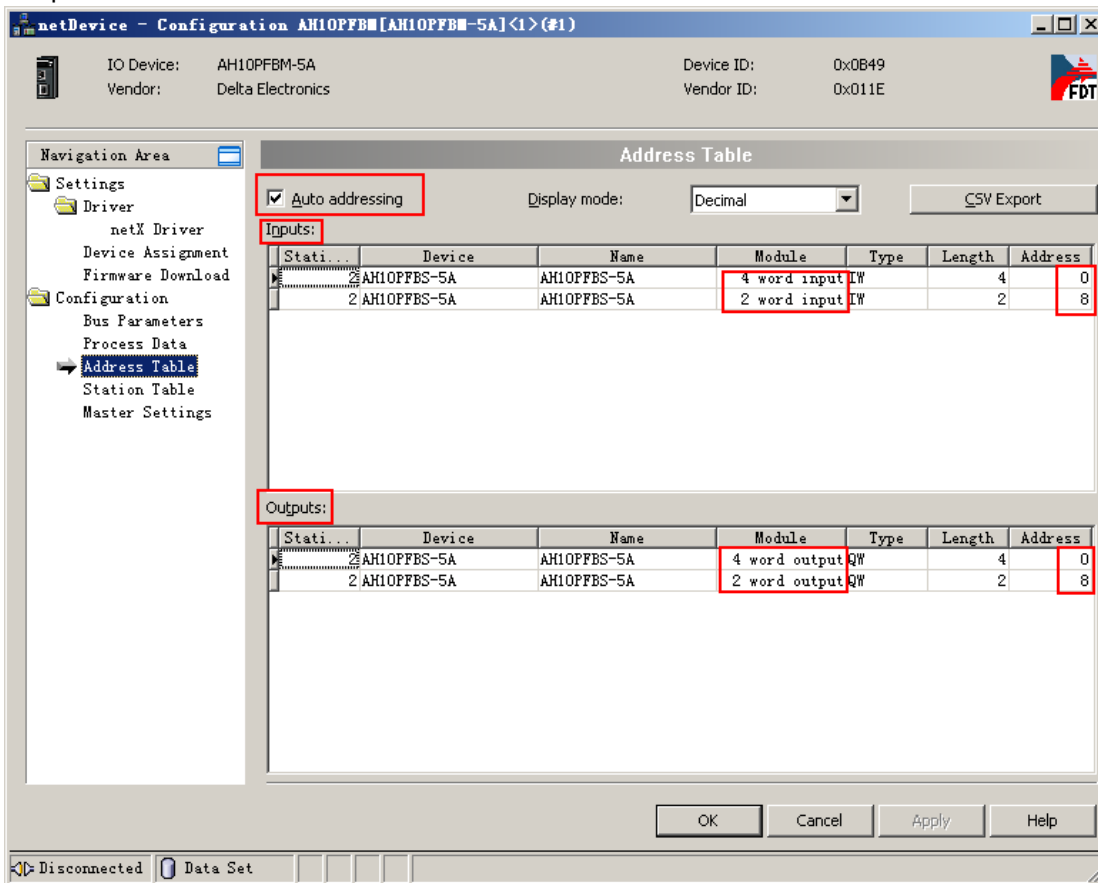 netDevice - Configuration AH10PFBM[AH10PFBM-5A]<1>(#1)
IO Device: AH10PFBM-5A Device ID: 0x0B49
Vendor: Delta Electronics Vendor ID: 0x011E
FDT
Navigation Area
Settings
Driver
netX Driver
Device Assignment
Firmware Download
Configuration
Bus Parameters
Process Data
Address Table
Station Table
Master Settings
Address Table
Auto addressing Display mode: Decimal CSV Export
Inputs:
Stati... Device Name Module Type Length Address
2 AH10PFBS-5A AH10PFBS-5A 4 word input IW 4 0
2 AH10PFBS-5A AH10PFBS-5A 2 word input IW 2 8
Outputs:
Stati... Device Name Module Type Length Address
2 AH10PFBS-5A AH10PFBS-5A 4 word output QW 4 0
2 AH10PFBS-5A AH10PFBS-5A 2 word output QW 2 8
OK Cancel Apply Help
Disconnected Data Set